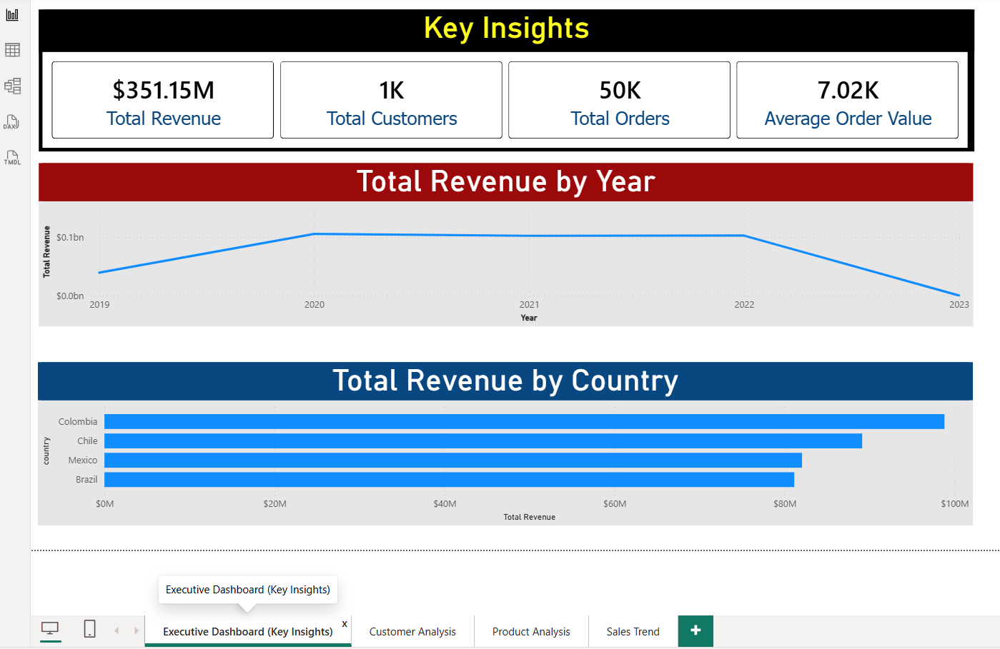 Key Insights
$351.15M
Total Revenue
1K
Total Customers
50K
Total Orders
7.02K
Average Order Value
DAX
TMDL
Total Revenue by Year
Total Revenue
$0.1bn
$0.0bn
2019 2020 2021 2022 2023
Year
Total Revenue by Country
country
Colombia
Chile
Mexico
Brazil
$0M $20M $40M $60M $80M $100M
Total Revenue
Executive Dashboard (Key Insights)
Executive Dashboard (Key Insights) x Customer Analysis Product Analysis Sales Trend +